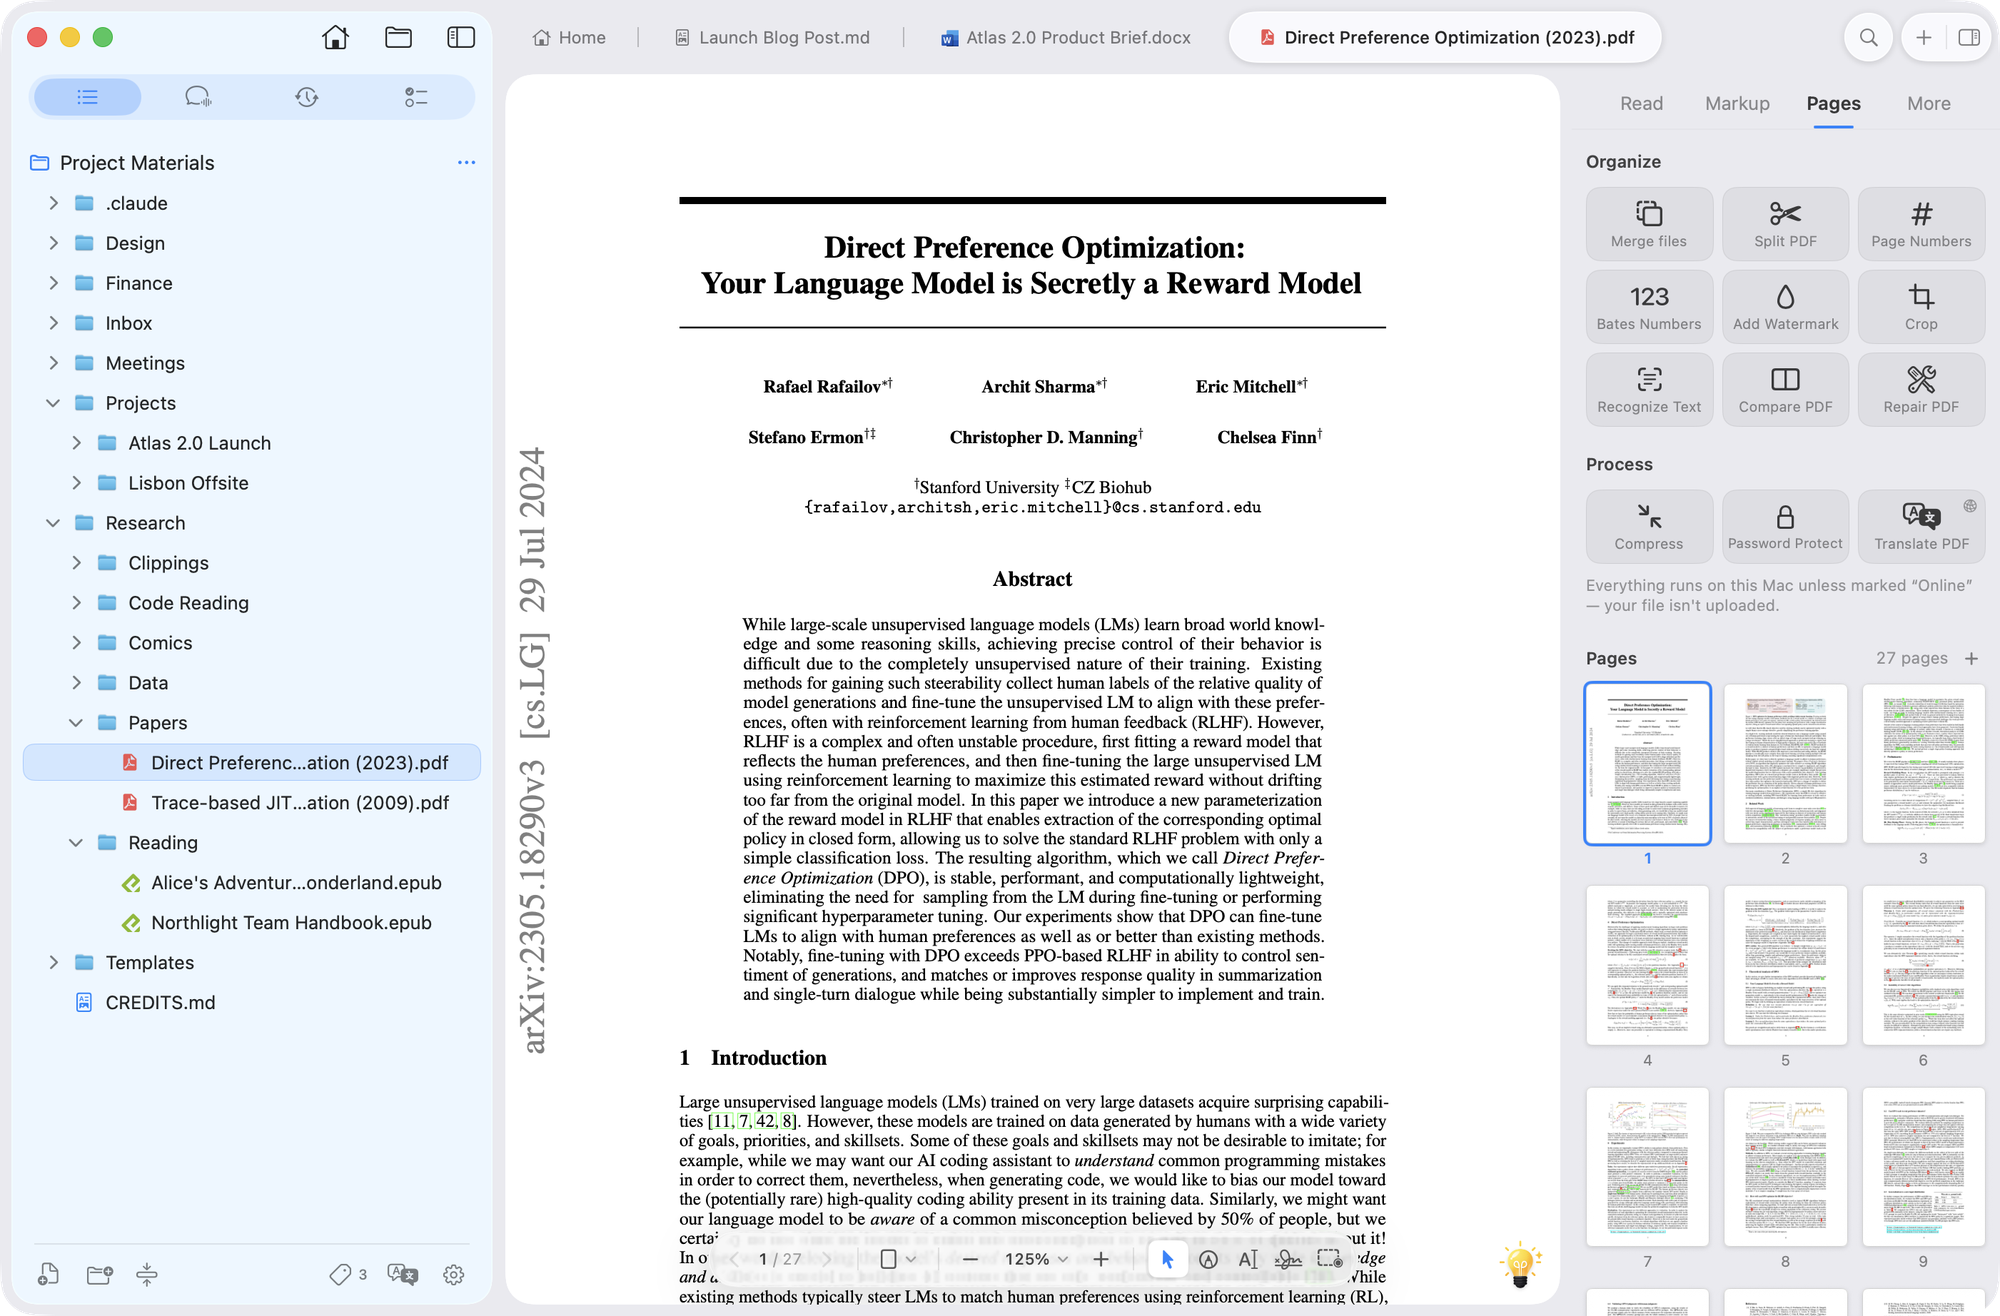 Home
Launch Blog Post.md
Atlas 2.0 Product Brief.docx
Direct Preference Optimization (2023).pdf
Project Materials
.claude
Design
Finance
Inbox
Meetings
Projects
Atlas 2.0 Launch
Lisbon Offsite
Research
Clippings
Code Reading
Comics
Data
Papers
Direct Preferenc...ation (2023).pdf
Trace-based JIT...ation (2009).pdf
Reading
Alice's Adventur...onderland.epub
Northlight Team Handbook.epub
Templates
CREDITS.md
3
arXiv:2305.18290v3 [cs.LG] 29 Jul 2024
Direct Preference Optimization:
Your Language Model is Secretly a Reward Model
Rafael Rafailov*† Archit Sharma*† Eric Mitchell*†
Stefano Ermon†‡ Christopher D. Manning† Chelsea Finn†
†Stanford University ‡CZ Biohub
{rafailov,architsh,eric.mitchell}@cs.stanford.edu
Abstract
While large-scale unsupervised language models (LMs) learn broad world knowl-
edge and some reasoning skills, achieving precise control of their behavior is
difficult due to the completely unsupervised nature of their training. Existing
methods for gaining such steerability collect human labels of the relative quality of
model generations and fine-tune the unsupervised LM to align with these prefer-
ences, often with reinforcement learning from human feedback (RLHF). However,
RLHF is a complex and often unstable procedure, first fitting a reward model that
reflects the human preferences, and then fine-tuning the large unsupervised LM
using reinforcement learning to maximize this estimated reward without drifting
too far from the original model. In this paper we introduce a new parameterization
of the reward model in RLHF that enables extraction of the corresponding optimal
policy in closed form, allowing us to solve the standard RLHF problem with only a
simple classification loss. The resulting algorithm, which we call Direct Prefer-
ence Optimization (DPO), is stable, performant, and computationally lightweight,
eliminating the need for sampling from the LM during fine-tuning or performing
significant hyperparameter tuning. Our experiments show that DPO can fine-tune
LMs to align with human preferences as well as or better than existing methods.
Notably, fine-tuning with DPO exceeds PPO-based RLHF in ability to control sen-
timent of generations, and matches or improves response quality in summarization
and single-turn dialogue while being substantially simpler to implement and train.
1 Introduction
Large unsupervised language models (LMs) trained on very large datasets acquire surprising capabili-
ties [11, 7, 42, 8]. However, these models are trained on data generated by humans with a wide variety
of goals, priorities, and skillsets. Some of these goals and skillsets may not be desirable to imitate; for
example, while we may want our AI coding assistant to understand common programming mistakes
in order to correct them, nevertheless, when generating code, we would like to bias our model toward
the (potentially rare) high-quality coding ability present in its training data. Similarly, we might want
our language model to be aware of a common misconception believed by 50% of people, but we
it!
In
While
existing methods typically steer LMs to match human preferences using reinforcement learning (RL),
1 / 27
125%
Read
Markup
Pages
More
Organize
Merge files
Split PDF
Page Numbers
123
Bates Numbers
Add Watermark
Crop
Recognize Text
Compare PDF
Repair PDF
Process
Compress
Password Protect
Translate PDF
Everything runs on this Mac unless marked “Online”
— your file isn't uploaded.
Pages
27 pages
1
2
3
4
5
6
7
8
9